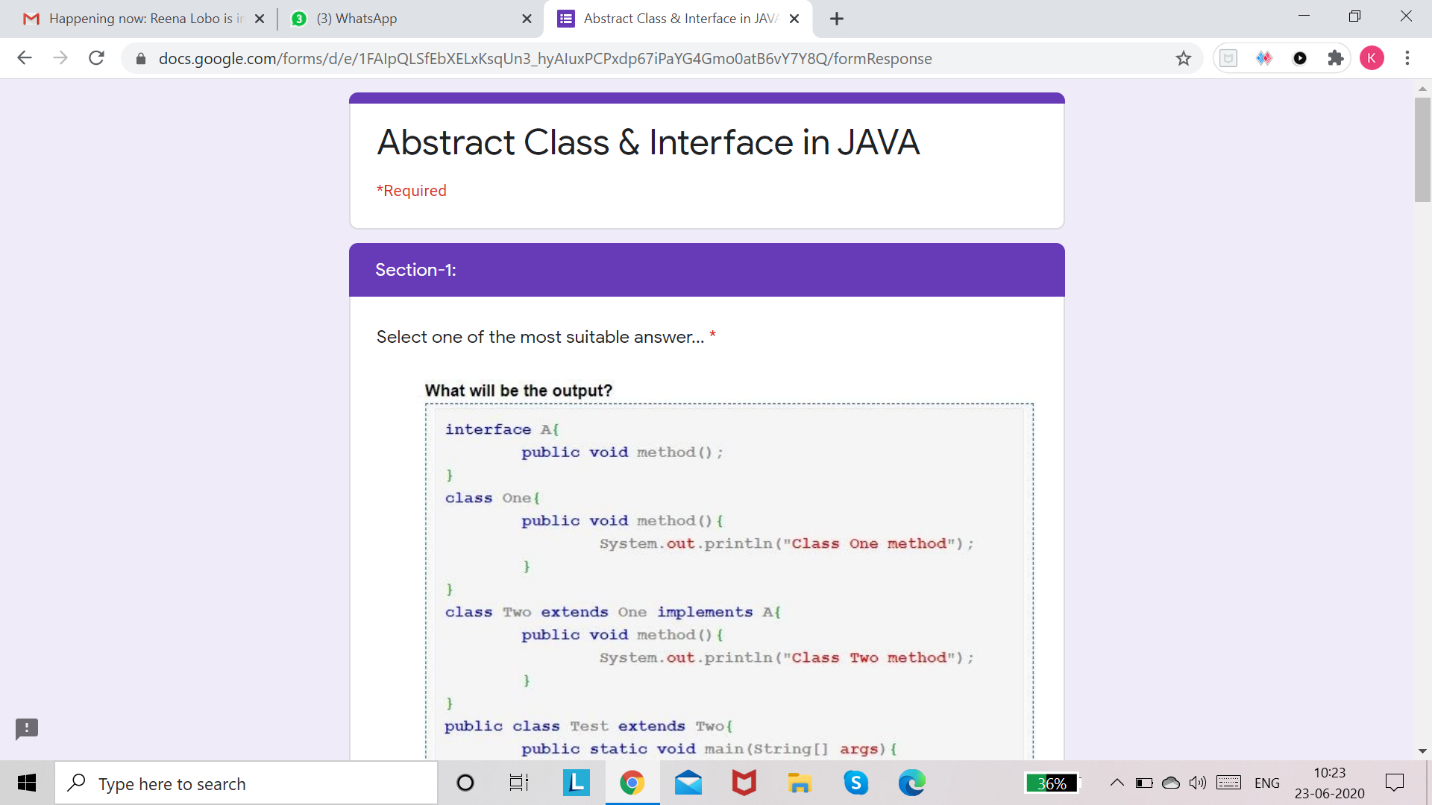 Happening now: Reena Lobo is in
3 (3) WhatsApp
Abstract Class & Interface in JAVA
docs.google.com/forms/d/e/1FAIpQLSfEbXELxKsqUn3_hyAIuxPCPxdp67iPaYG4Gmo0atB6vY7Y8Q/formResponse
K
Abstract Class & Interface in JAVA
*Required
Section-1:
Select one of the most suitable answer... *
What will be the output?
interface A{
public void method();
}
class One{
public void method(){
System.out.println("Class One method");
}
}
class Two extends One implements A{
public void method(){
System.out.println("Class Two method");
}
}
public class Test extends Two{
public static void main(String[] args){
Type here to search
L
S
36%
ENG
10:23
23-06-2020